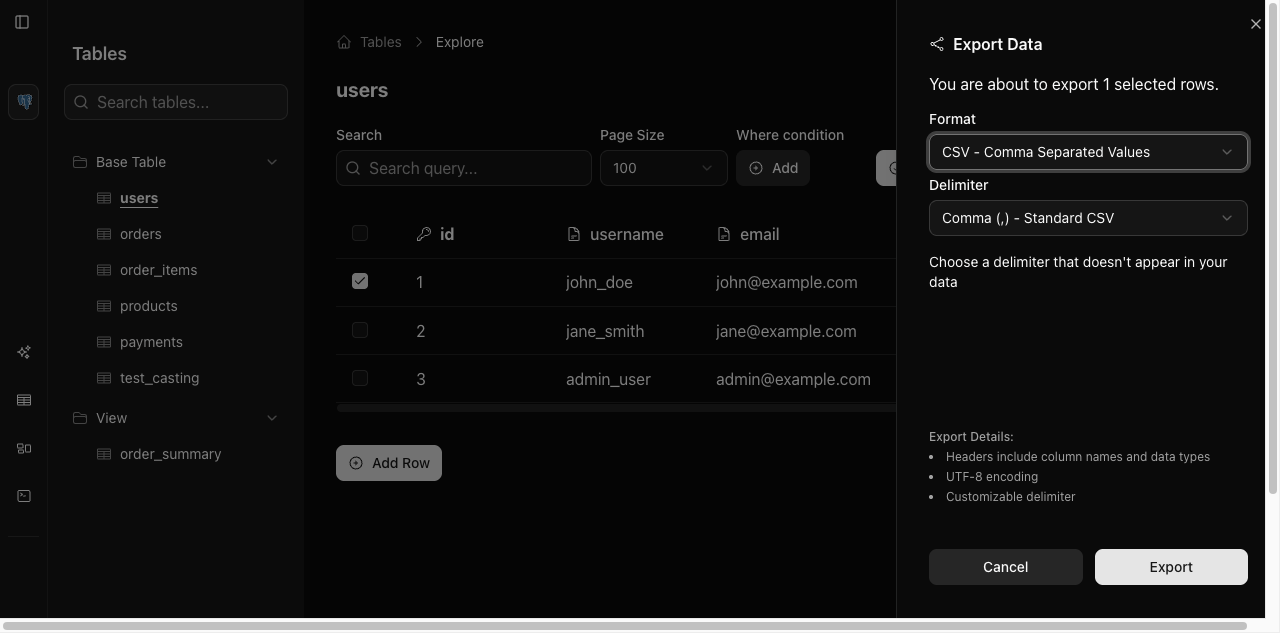 Tables
Search tables...
Base Table
users
orders
order_items
products
payments
test_casting
View
order_summary
Tables > Explore
users
Search
Page Size
Where condition
Search query...
100
Add
id username email
1 john_doe john@example.com
2 jane_smith jane@example.com
3 admin_user admin@example.com
Add Row
Export Data
You are about to export 1 selected rows.
Format
CSV - Comma Separated Values
Delimiter
Comma (,) - Standard CSV
Choose a delimiter that doesn't appear in your
data
Export Details:
• Headers include column names and data types
• UTF-8 encoding
• Customizable delimiter
Cancel
Export